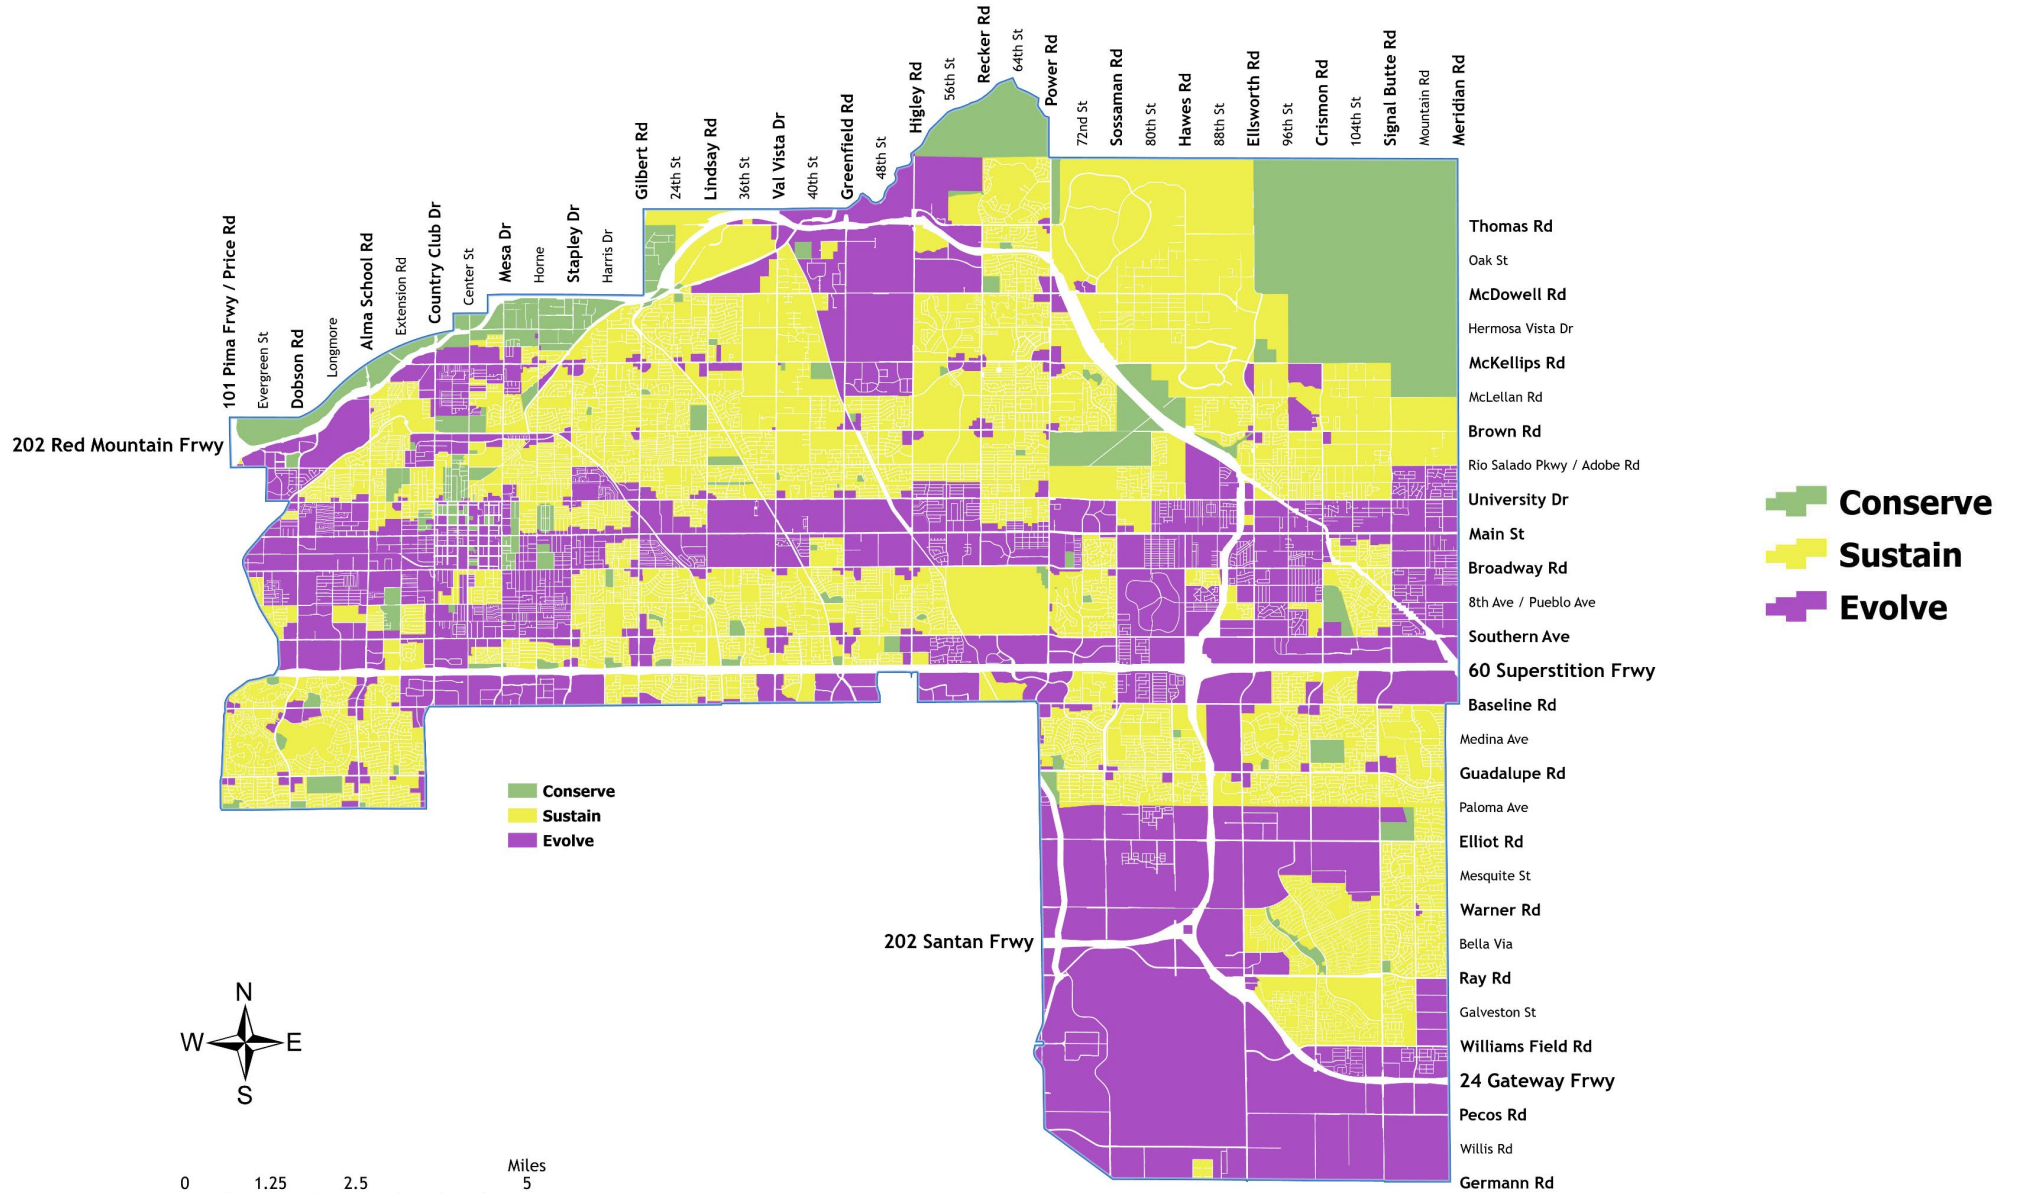 101 Pima Frwy / Price Rd
Evergreen St
Dobson Rd
Longmore
Alma School Rd
Extension Rd
Country Club Dr
Center St
Mesa Dr
Horne
Stapley Dr
Harris Dr
Gilbert Rd
24th St
Lindsay Rd
36th St
Val Vista Dr
40th St
Greenfield Rd
48th St
Higley Rd
56th St
Recker Rd
64th St
Power Rd
72nd St
Sossaman Rd
80th St
Hawes Rd
88th St
Ellsworth Rd
96th St
Crismon Rd
104th St
Signal Butte Rd
Mountain Rd
Meridian Rd
Thomas Rd
Oak St
McDowell Rd
Hermosa Vista Dr
McKellips Rd
McLellan Rd
Brown Rd
Rio Salado Pkwy / Adobe Rd
University Dr
Main St
Broadway Rd
8th Ave / Pueblo Ave
Southern Ave
60 Superstition Frwy
Baseline Rd
Medina Ave
Guadalupe Rd
Paloma Ave
Elliot Rd
Mesquite St
Warner Rd
Bella Via
Ray Rd
Galveston St
Williams Field Rd
24 Gateway Frwy
Pecos Rd
Willis Rd
Germann Rd
202 Red Mountain Frwy
202 Santan Frwy
Conserve
Sustain
Evolve
Conserve
Sustain
Evolve
N
W E
S
Miles
0 1.25 2.5 5